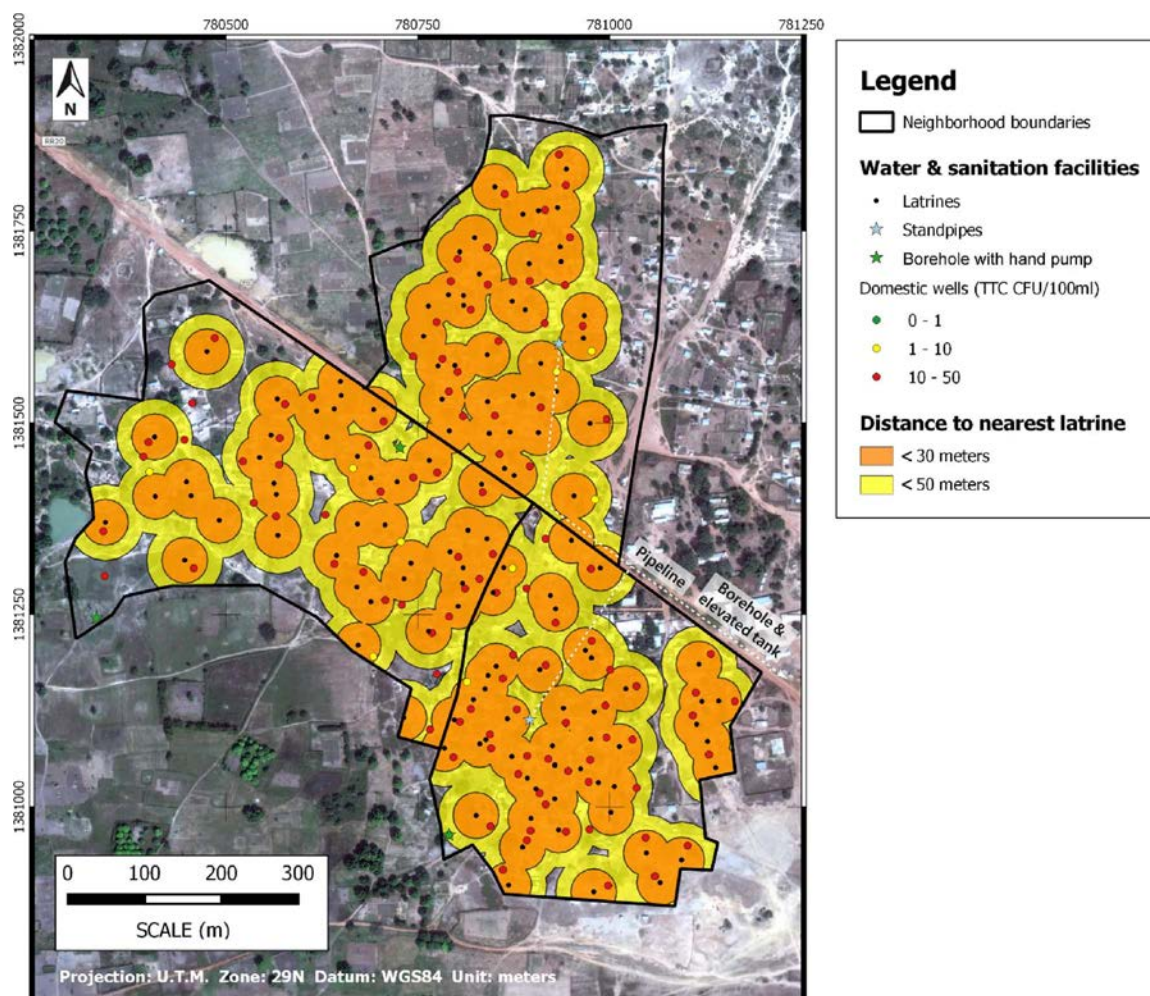 780500 780750 781000 781250
1382000
1381750
1381500
1381250
1381000
N
Pipeline
Borehole &
elevated tank
0 100 200 300
SCALE (m)
Projection: U.T.M. Zone: 29N Datum: WGS84 Unit: meters
Legend
Neighborhood boundaries
Water & sanitation facilities
Latrines
Standpipes
Borehole with hand pump
Domestic wells (TTC CFU/100ml)
0 - 1
1 - 10
10 - 50
Distance to nearest latrine
< 30 meters
< 50 meters